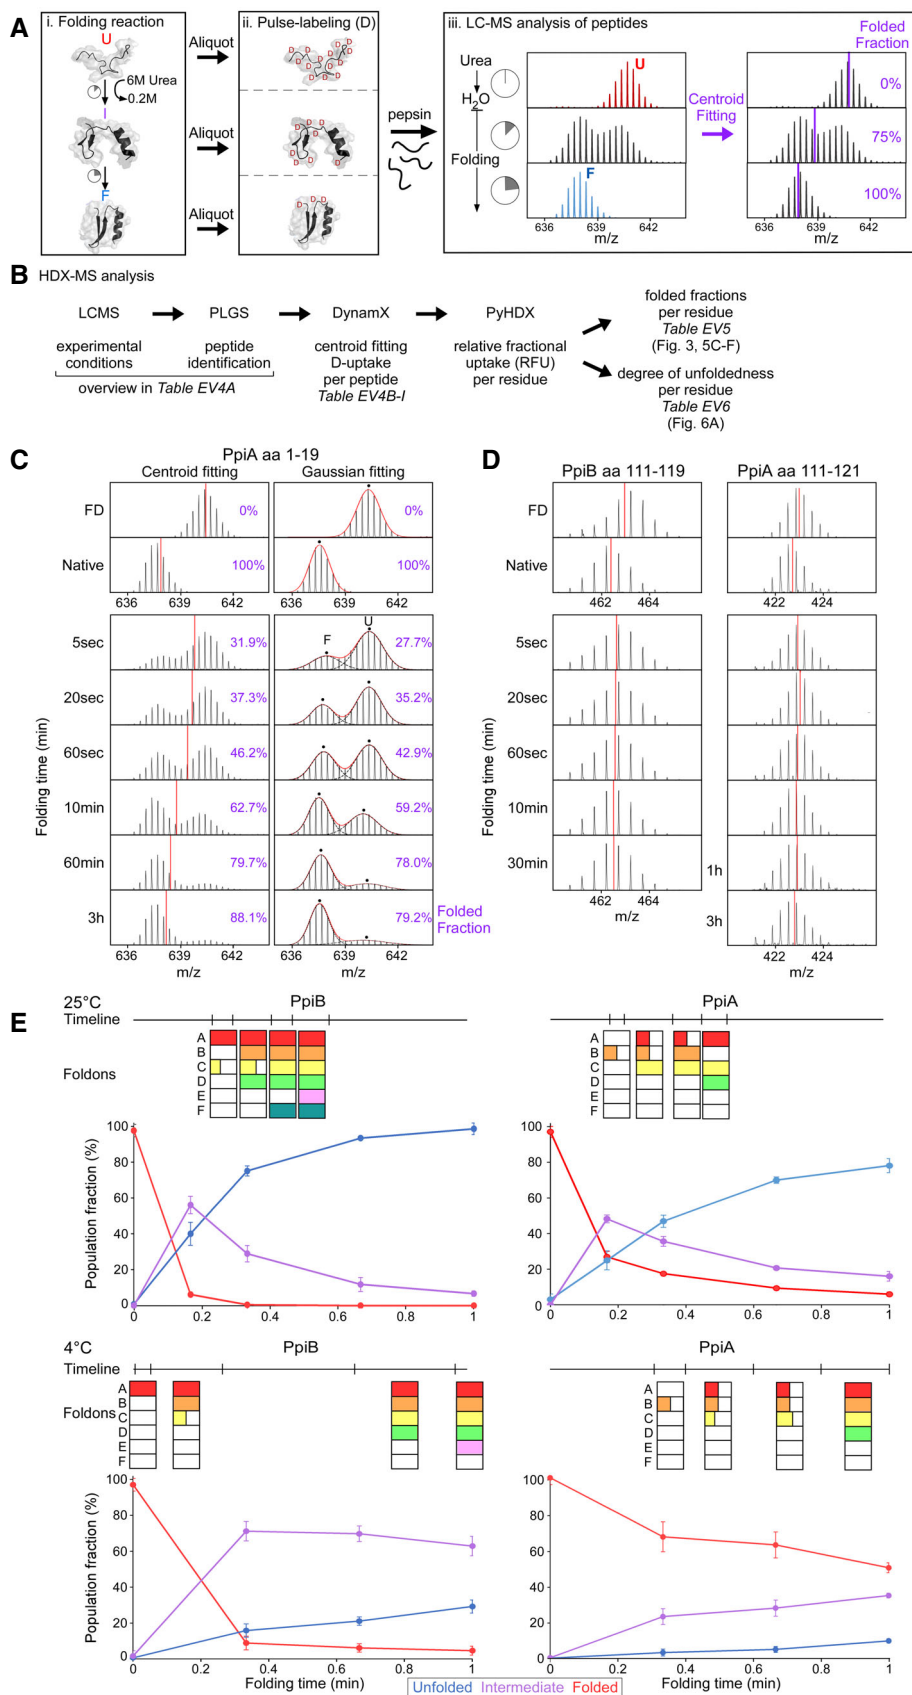 A
i. Folding reaction
U
6M Urea
0.2M
I
F
Aliquot
Aliquot
Aliquot
ii. Pulse-labeling (D)
D D D D D D D D D D D
pepsin
iii. LC-MS analysis of peptides
Urea
H2O
Folding
U
F
636 639 642
m/z
Centroid
Fitting
Folded
Fraction
0%
75%
100%
636 639 642
m/z
B HDX-MS analysis
LCMS PLGS DynamX PyHDX
experimental
conditions
peptide
identification
overview in Table EV4A
centroid fitting
D-uptake
per peptide
Table EV4B-I
relative fractional
uptake (RFU)
per residue
folded fractions
per residue
Table EV5
(Fig. 3, 5C-F)
degree of unfoldedness
per residue
Table EV6
(Fig. 6A)
C
PpiA aa 1-19
Centroid fitting Gaussian fitting
FD 0% 0%
Native 100% 100%
636 639 642 636 639 642
F U
5sec 31.9% 27.7%
20sec 37.3% 35.2%
60sec 46.2% 42.9%
10min 62.7% 59.2%
60min 79.7% 78.0%
3h 88.1% 79.2%
Folded
Fraction
Folding time (min)
636 639 642 636 639 642
m/z m/z
D
PpiB aa 111-119 PpiA aa 111-121
FD
Native
462 464 422 424
5sec
20sec
60sec
10min
30min
1h
3h
Folding time (min)
462 464
m/z
422 424
m/z
E
25°C PpiB PpiA
Timeline
Foldons
A
B
C
D
E
F
A
B
C
D
E
F
Population fraction (%)
100
80
60
40
20
0
0 0.2 0.4 0.6 0.8 1
100
80
60
40
20
0
0 0.2 0.4 0.6 0.8 1
4°C PpiB PpiA
Timeline
Foldons
A
B
C
D
E
F
A
B
C
D
E
F
Population fraction (%)
100
80
60
40
20
0
0 0.2 0.4 0.6 0.8 1
Folding time (min)
100
80
60
40
20
0
0 0.2 0.4 0.6 0.8 1
Folding time (min)
Unfolded Intermediate Folded